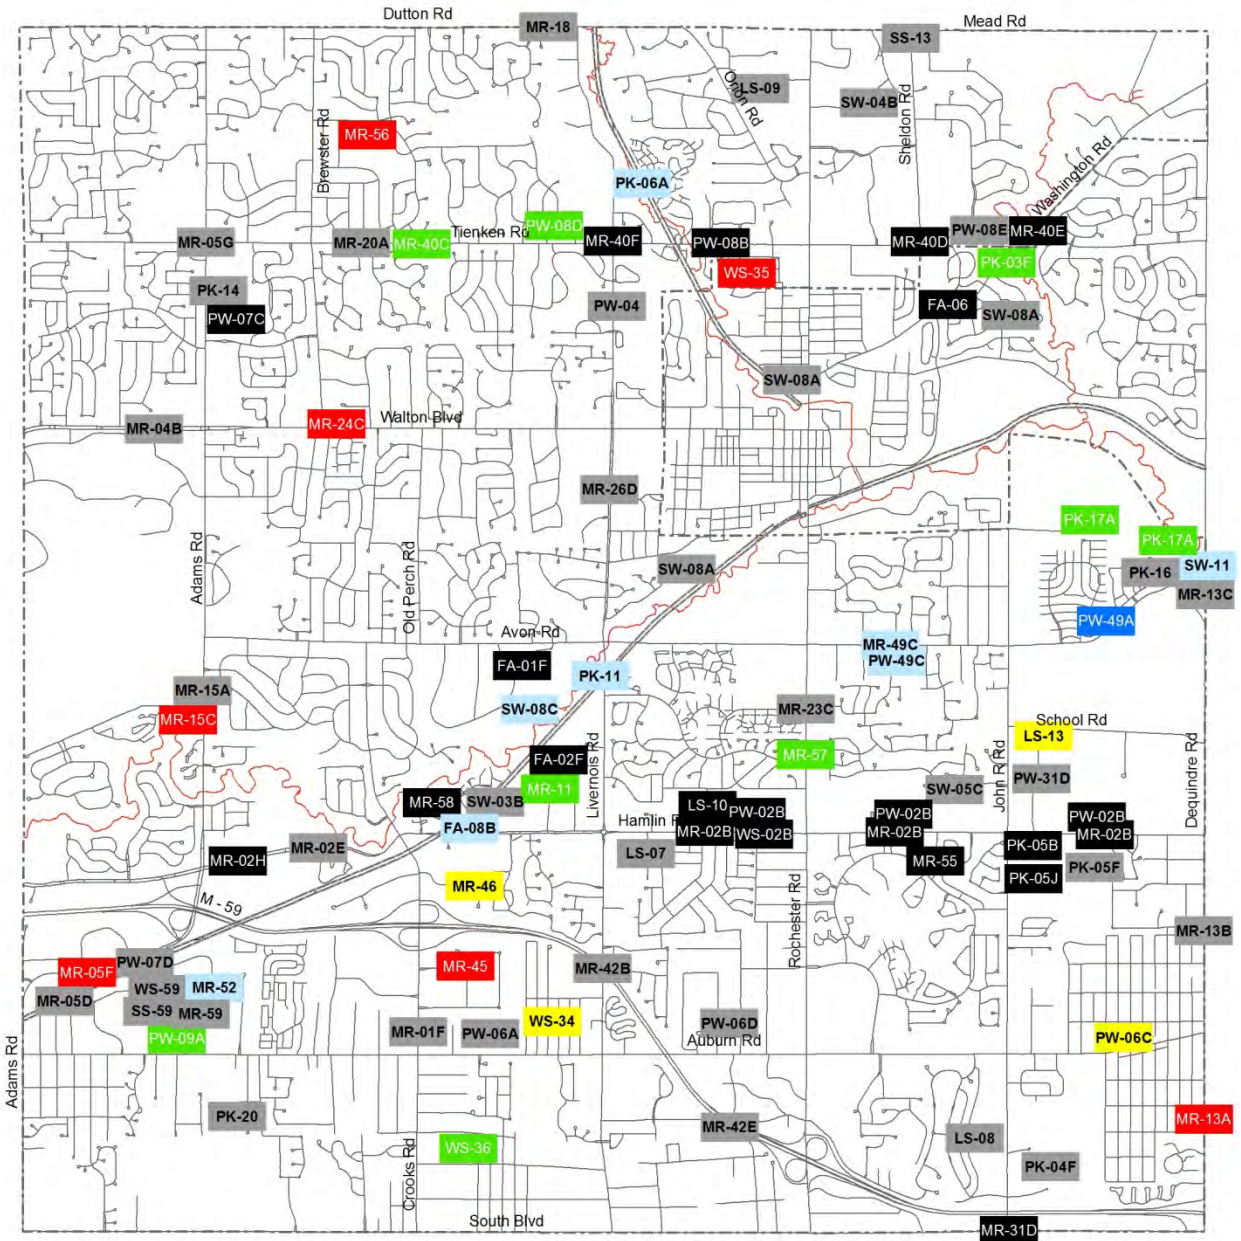 Dutton Rd
MR-18
Mead Rd
SS-13
Orion Rd
LS-09
SW-04B
Sheldon Rd
Brewster Rd
MR-56
Washington Rd
PK-06A
MR-05G
MR-20A
MR-40C
Tienken Rd
PW-08D
MR-40F
PW-08B
MR-40D
PW-08E
MR-40E
WS-35
PK-03F
PK-14
PW-07C
PW-04
FA-06
SW-08A
SW-08A
MR-04B
MR-24C
Walton Blvd
MR-26D
PK-17A
PK-17A
Adams Rd
Old Perch Rd
SW-08A
PK-16
SW-11
MR-13C
PW-49A
Avon Rd
MR-49C
PW-49C
FA-01F
PK-11
MR-15A
MR-15C
SW-08C
MR-23C
School Rd
LS-13
FA-02F
Livernois Rd
MR-57
John R Rd
Dequindre Rd
PW-31D
MR-11
MR-58
SW-03B
SW-05C
FA-08B
Hamlin R
LS-10
PW-02B
MR-02B
WS-02B
PW-02B
MR-02B
PW-02B
MR-02B
MR-02H
MR-02E
LS-07
MR-55
PK-05B
PK-05J
PK-05F
MR-46
M - 59
Rochester Rd
MR-13B
MR-05F
PW-07D
MR-45
MR-42B
WS-59
MR-52
MR-05D
SS-59
MR-59
PW-09A
MR-01F
PW-06A
WS-34
PW-06D
Auburn Rd
PW-06C
Adams Rd
PK-20
MR-42E
MR-13A
Crooks Rd
WS-36
LS-08
PK-04F
South Blvd
MR-31D